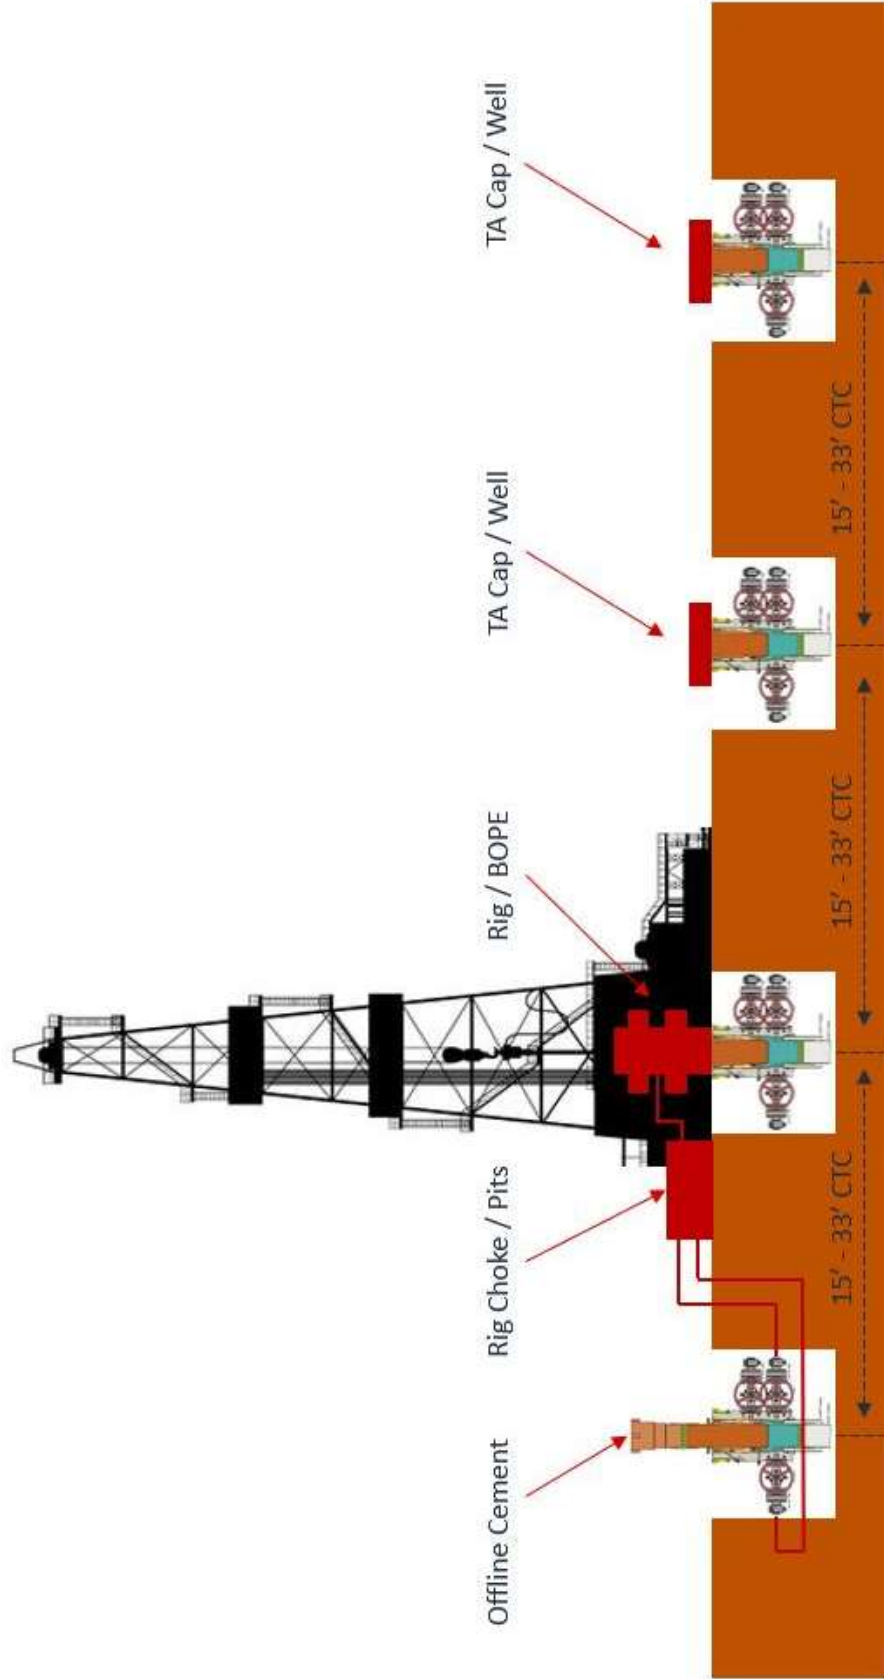 Offline Cement
Rig Choke / Pits
Rig / BOPE
TA Cap / Well
TA Cap / Well
15' - 33' CTC
15' - 33' CTC
15' - 33' CTC